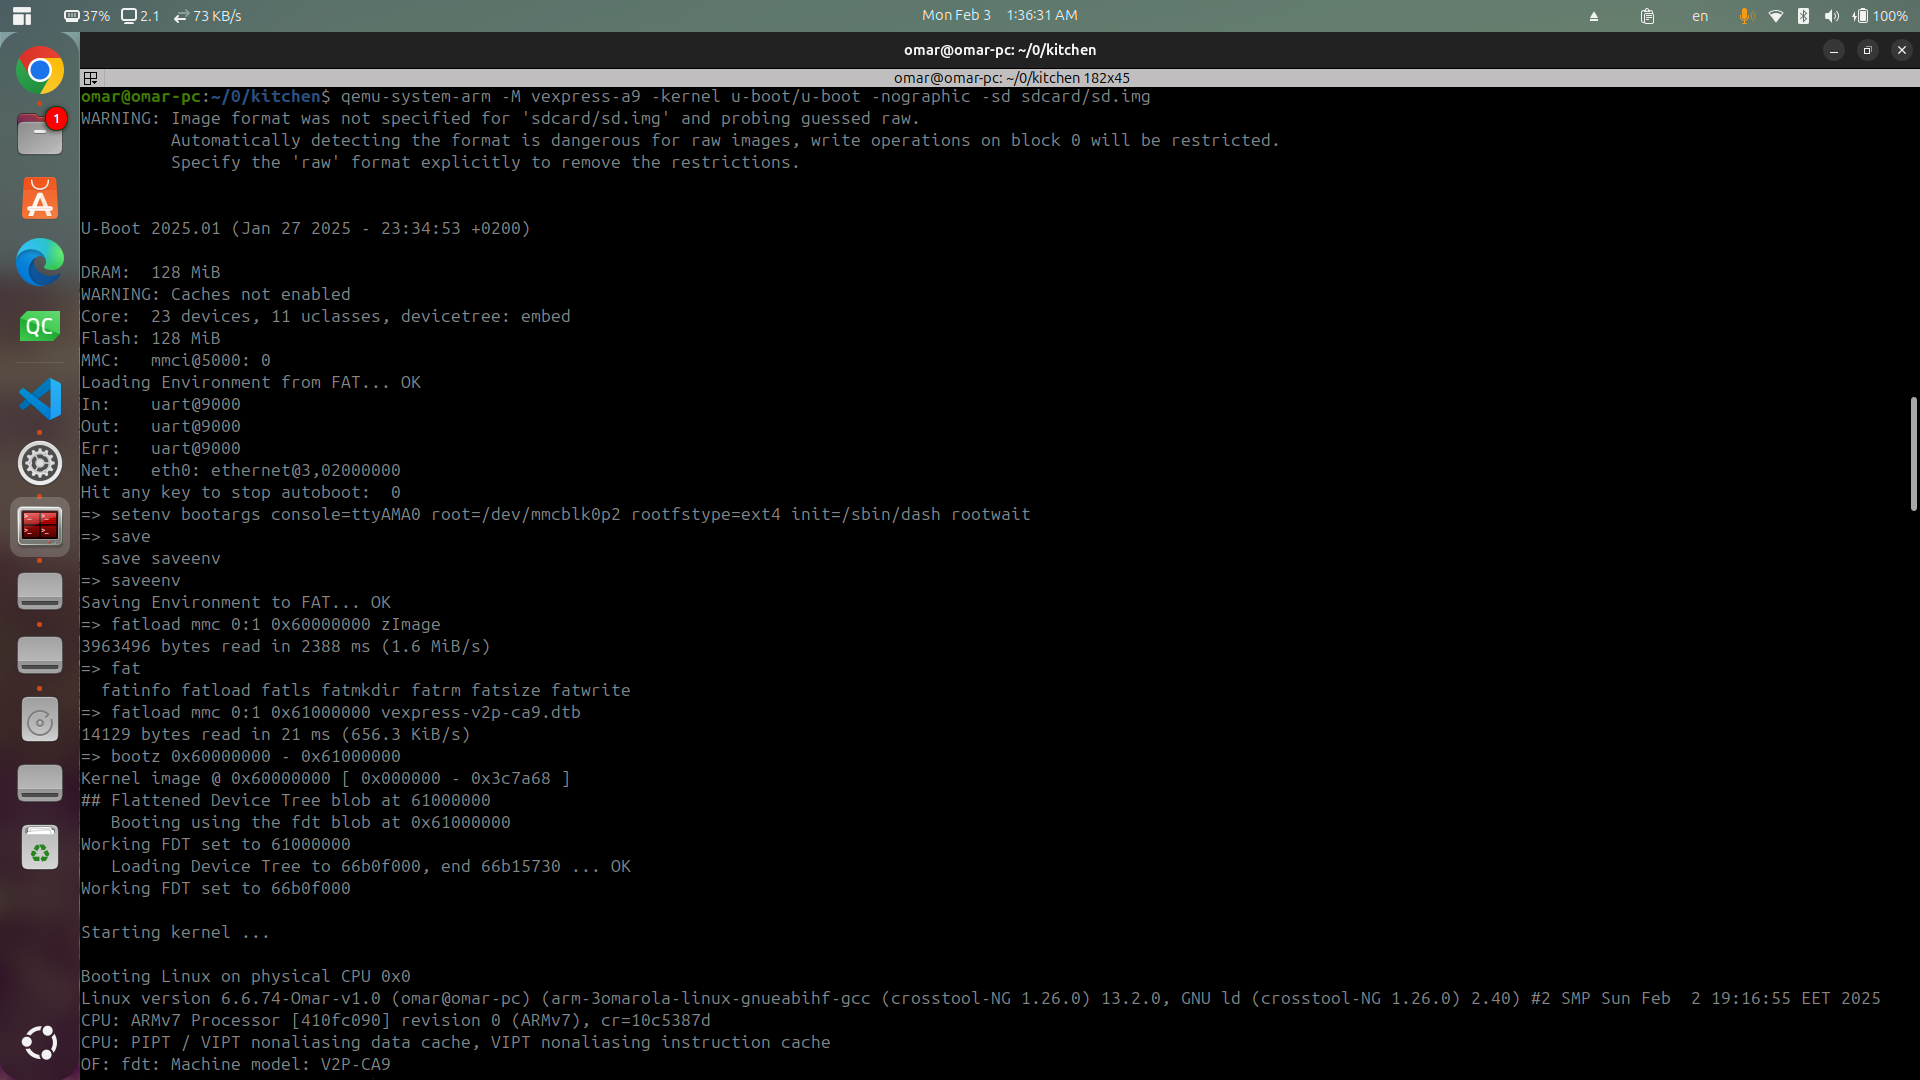 37% 2.1 73 KB/s Mon Feb 3 1:36:31 AM en 100%
omar@omar-pc: ~/0/kitchen
omar@omar-pc: ~/0/kitchen 182x45
1
QC
omar@omar-pc:~/0/kitchen$ qemu-system-arm -M vexpress-a9 -kernel u-boot/u-boot -nographic -sd sdcard/sd.img
WARNING: Image format was not specified for 'sdcard/sd.img' and probing guessed raw.
         Automatically detecting the format is dangerous for raw images, write operations on block 0 will be restricted.
         Specify the 'raw' format explicitly to remove the restrictions.
U-Boot 2025.01 (Jan 27 2025 - 23:34:53 +0200)
DRAM:  128 MiB
WARNING: Caches not enabled
Core:  23 devices, 11 uclasses, devicetree: embed
Flash: 128 MiB
MMC:   mmci@5000: 0
Loading Environment from FAT... OK
In:    uart@9000
Out:   uart@9000
Err:   uart@9000
Net:   eth0: ethernet@3,02000000
Hit any key to stop autoboot:  0
=> setenv bootargs console=ttyAMA0 root=/dev/mmcblk0p2 rootfstype=ext4 init=/sbin/dash rootwait
=> save
  save saveenv
=> saveenv
Saving Environment to FAT... OK
=> fatload mmc 0:1 0x60000000 zImage
3963496 bytes read in 2388 ms (1.6 MiB/s)
=> fat
  fatinfo fatload fatls fatmkdir fatrm fatsize fatwrite
=> fatload mmc 0:1 0x61000000 vexpress-v2p-ca9.dtb
14129 bytes read in 21 ms (656.3 KiB/s)
=> bootz 0x60000000 - 0x61000000
Kernel image @ 0x60000000 [ 0x000000 - 0x3c7a68 ]
## Flattened Device Tree blob at 61000000
   Booting using the fdt blob at 0x61000000
Working FDT set to 61000000
   Loading Device Tree to 66b0f000, end 66b15730 ... OK
Working FDT set to 66b0f000
Starting kernel ...
Booting Linux on physical CPU 0x0
Linux version 6.6.74-Omar-v1.0 (omar@omar-pc) (arm-3omarola-linux-gnueabihf-gcc (crosstool-NG 1.26.0) 13.2.0, GNU ld (crosstool-NG 1.26.0) 2.40) #2 SMP Sun Feb  2 19:16:55 EET 2025
CPU: ARMv7 Processor [410fc090] revision 0 (ARMv7), cr=10c5387d
CPU: PIPT / VIPT nonaliasing data cache, VIPT nonaliasing instruction cache
OF: fdt: Machine model: V2P-CA9